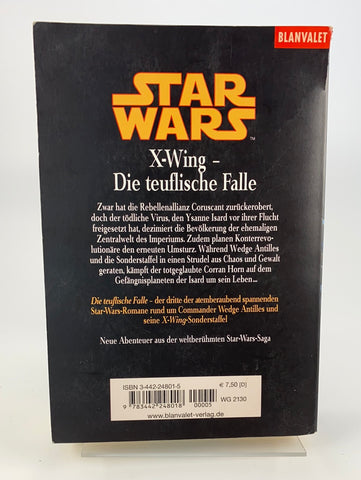 BLANVALET
STAR
WARS
™
X-Wing –
Die teuflische Falle
Zwar hat die Rebellenallianz Coruscant zurückerobert,
doch der tödliche Virus, den Ysanne Isard vor ihrer Flucht
freigesetzt hat, dezimiert die Bevölkerung der ehemaligen
Zentralwelt des Imperiums. Zudem planen Konterrevolu-
tionäre den erneuten Umsturz. Während Wedge Antilles
und die Sonderstaffel in einen Strudel aus Chaos und Gewalt
geraten, kämpft der totgeglaubte Corran Horn auf dem
Gefängnisplaneten der Isard um sein Leben...
Die teuflische Falle – der dritte der atemberaubend spannenden
Star-Wars-Romane rund um Commander Wedge Antilles und
seine X-Wing-Sonderstaffel
Neue Abenteuer aus der weltberühmten Star-Wars-Saga
ISBN 3-442-24801-5
€ 7,50 [D]
9 783442 248018
00005
WG 2130
www.blanvalet-verlag.de